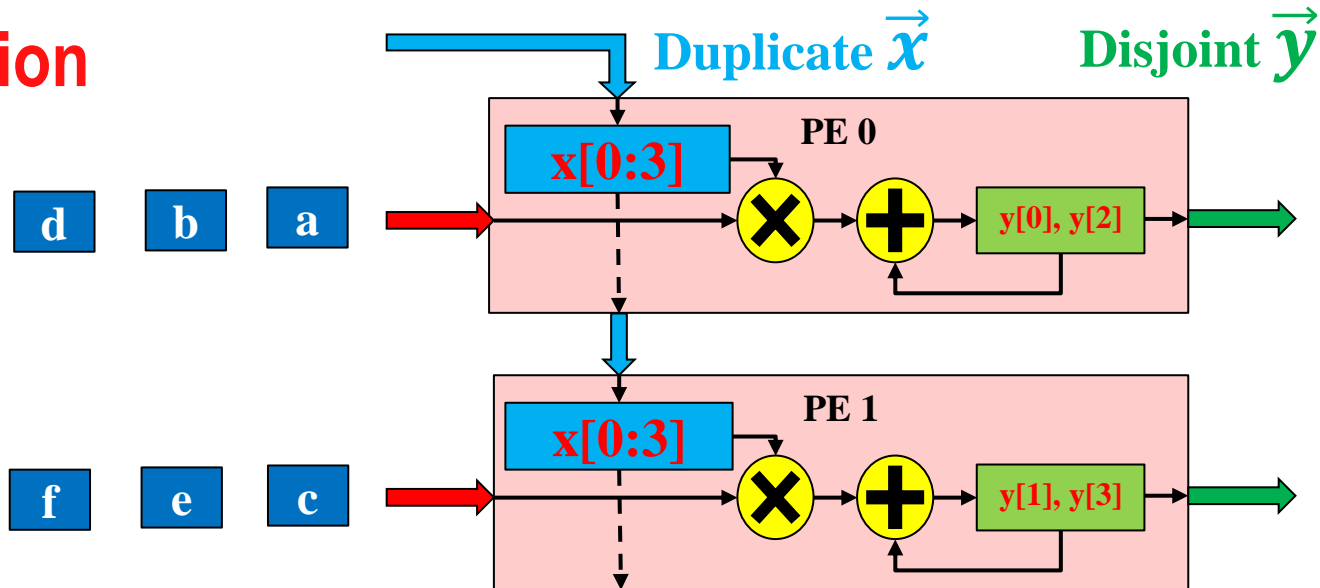 ion
Duplicate x
Disjoint y
PE 0
x[0:3]
d b a
y[0], y[2]
PE 1
x[0:3]
f e c
y[1], y[3]